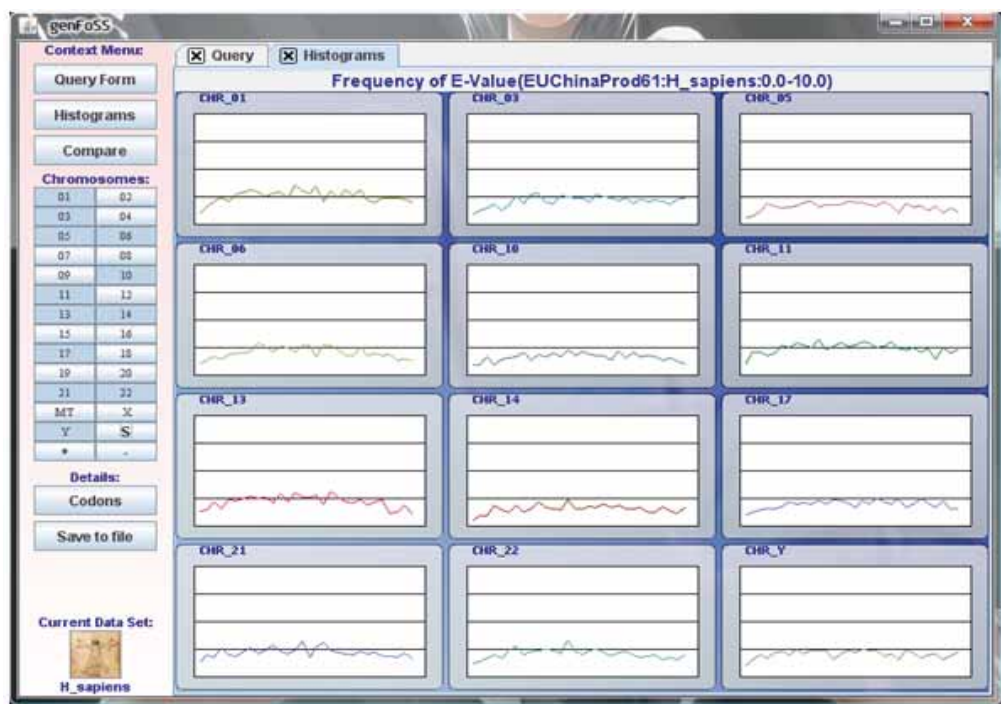 genFoSS
Context Menu:
Query Form
Histograms
Compare
Chromosomes:
01 02
03 04
05 06
07 08
09 10
11 12
13 14
15 16
17 18
19 20
21 22
MT X
Y S
* -
Details:
Codons
Save to file
Current Data Set:
H_sapiens
Query Histograms
Frequency of E-Value(EUChinaProd61:H_sapiens:0.0-10.0)
CHR_01 CHR_03 CHR_05
CHR_06 CHR_10 CHR_11
CHR_13 CHR_14 CHR_17
CHR_21 CHR_22 CHR_Y